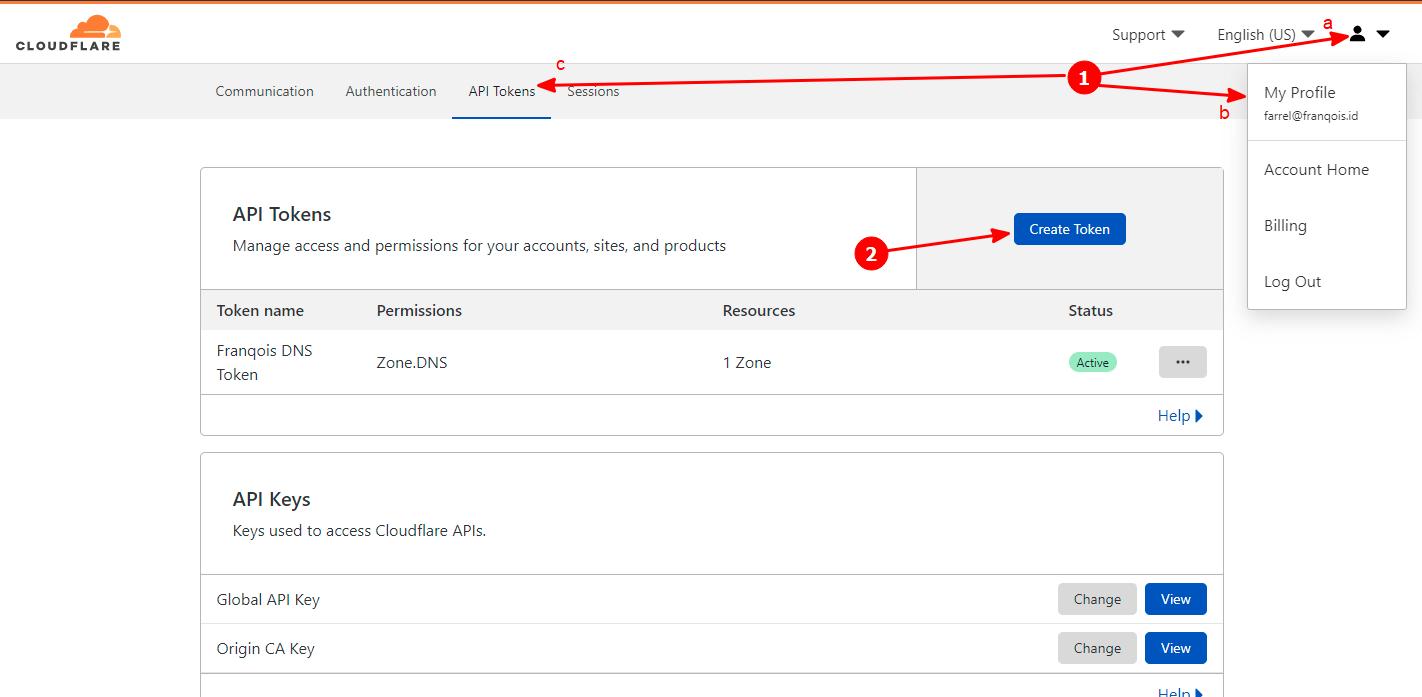 CLOUDFLARE
Support
English (US)
a
c
1
Communication
Authentication
API Tokens
Sessions
b
My Profile
farrel@franqois.id
Account Home
Billing
Log Out
API Tokens
Manage access and permissions for your accounts, sites, and products
2
Create Token
Token name Permissions Resources Status
Franqois DNS
Token
Zone.DNS
1 Zone
Active
Help
API Keys
Keys used to access Cloudflare APIs.
Global API Key
Change
View
Origin CA Key
Change
View
Help